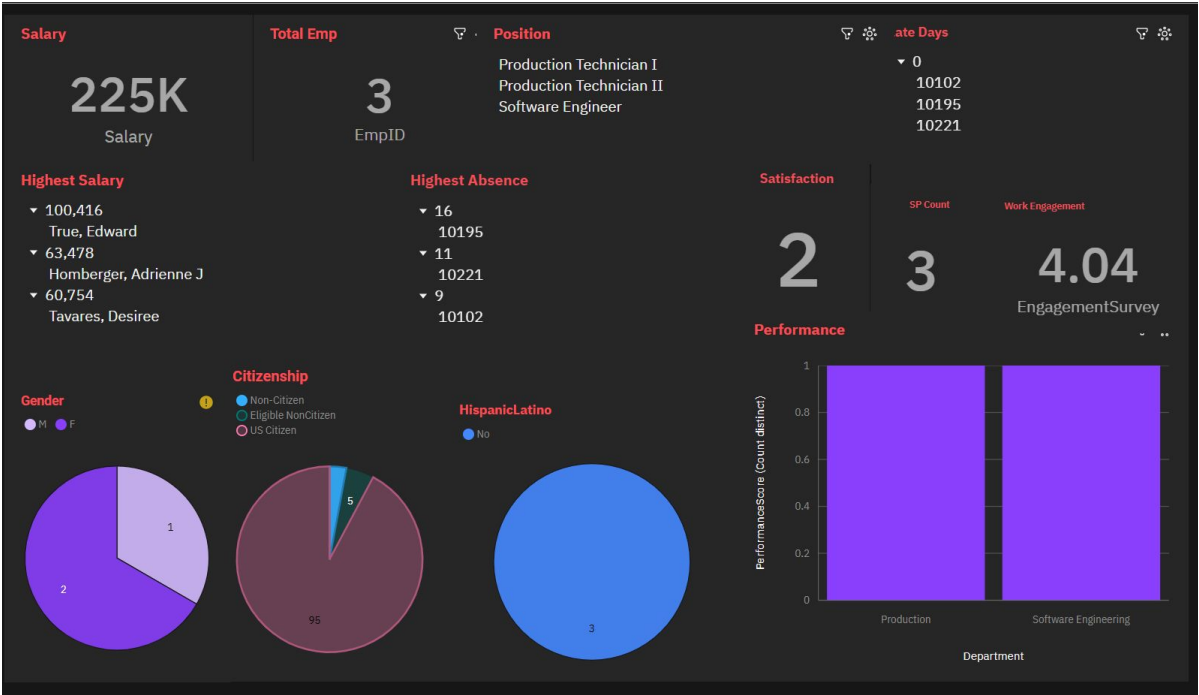 Salary
225K
Salary
Total Emp
3
EmpID
Position
Production Technician I
Production Technician II
Software Engineer
ate Days
0
10102
10195
10221
Highest Salary
100,416
True, Edward
63,478
Homberger, Adrienne J
60,754
Tavares, Desiree
Highest Absence
16
10195
11
10221
9
10102
Satisfaction
2
SP Count
3
Work Engagement
4.04
EngagementSurvey
Gender
M F
1
2
Citizenship
Non-Citizen
Eligible NonCitizen
US Citizen
5
95
HispanicLatino
No
3
Performance
PerformanceScore (Count distinct)
1
0.8
0.6
0.4
0.2
0
Production Software Engineering
Department